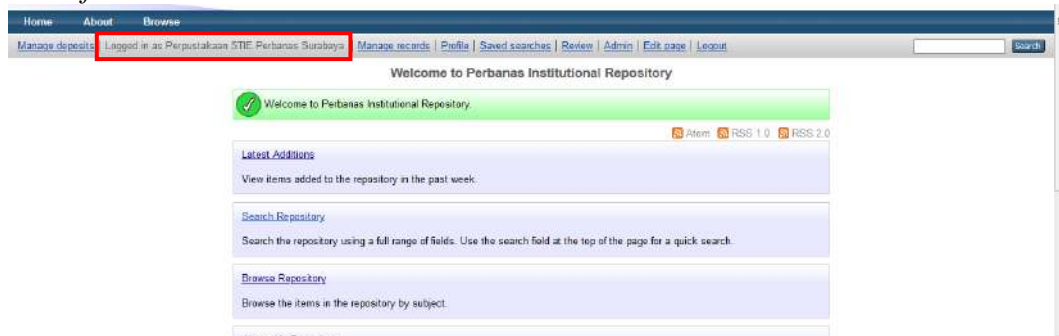 Home About Browse
Manage deposits | Logged in as Perpustakaan STIE Perbanas Surabaya | Manage records | Profile | Saved searches | Review | Admin | Edit page | Logout Search
Welcome to Perbanas Institutional Repository
Welcome to Perbanas Institutional Repository.
Atom RSS 1.0 RSS 2.0
Latest Additions
View items added to the repository in the past week.
Search Repository
Search the repository using a full range of fields. Use the search field at the top of the page for a quick search.
Browse Repository
Browse the items in the repository by subject.